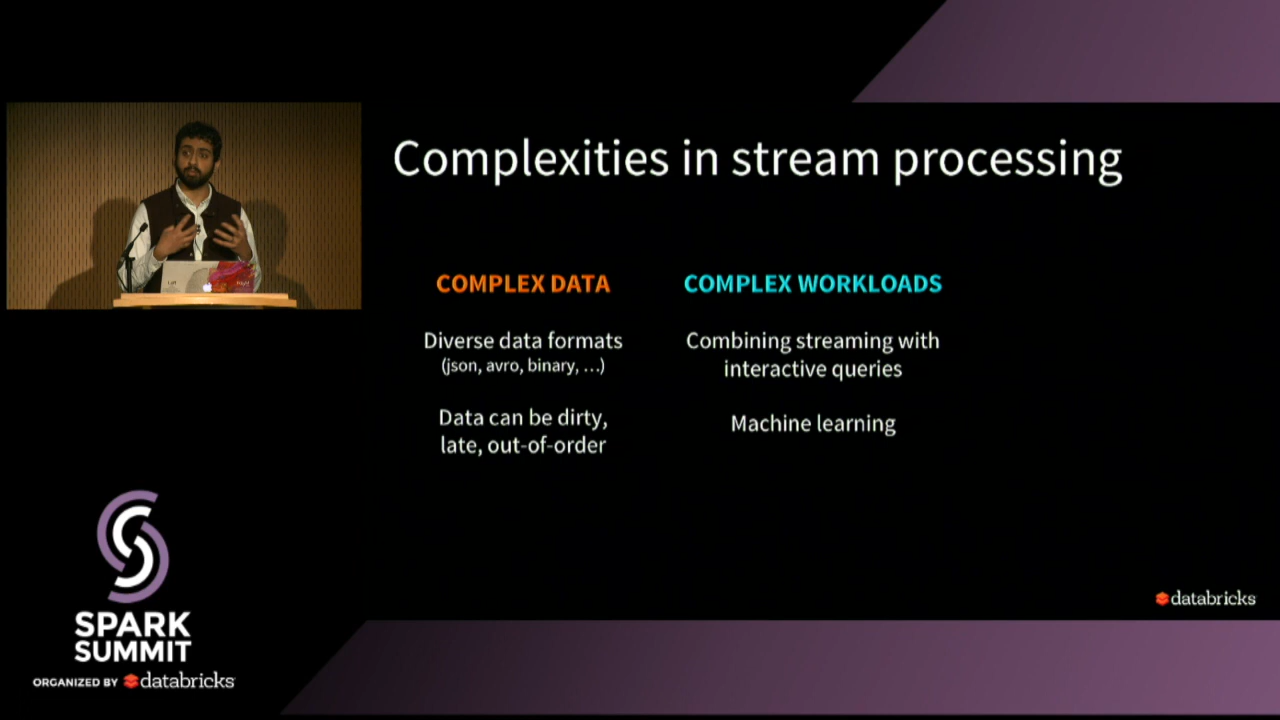 Complexities in stream processing
COMPLEX DATA
Diverse data formats
(json, avro, binary, …)
Data can be dirty,
late, out-of-order
COMPLEX WORKLOADS
Combining streaming with
interactive queries
Machine learning
databricks
SPARK
SUMMIT
ORGANIZED BY databricks